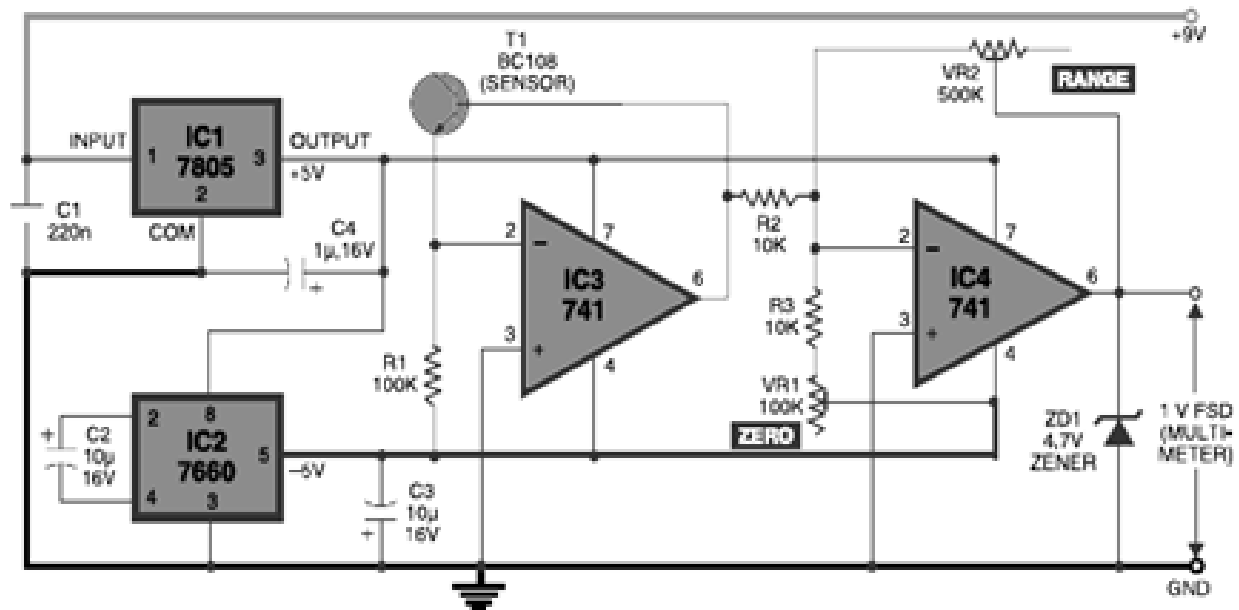 +9V
T1
BC108
(SENSOR)
VR2
500K
RANGE
INPUT
1
IC1
7805
2
3
OUTPUT
+5V
COM
C1
220n
C4
1µ,16V
+
2
−
7
IC3
741
3
+
4
6
R2
10K
R3
10K
VR1
100K
ZERO
2
−
7
IC4
741
3
+
4
6
R1
100K
+
C2
10µ
16V
2
8
IC2
7660
5
4
3
−5V
C3
10µ
16V
+
ZD1
4.7V
ZENER
1 V FSD
(MULTI-
METER)
GND